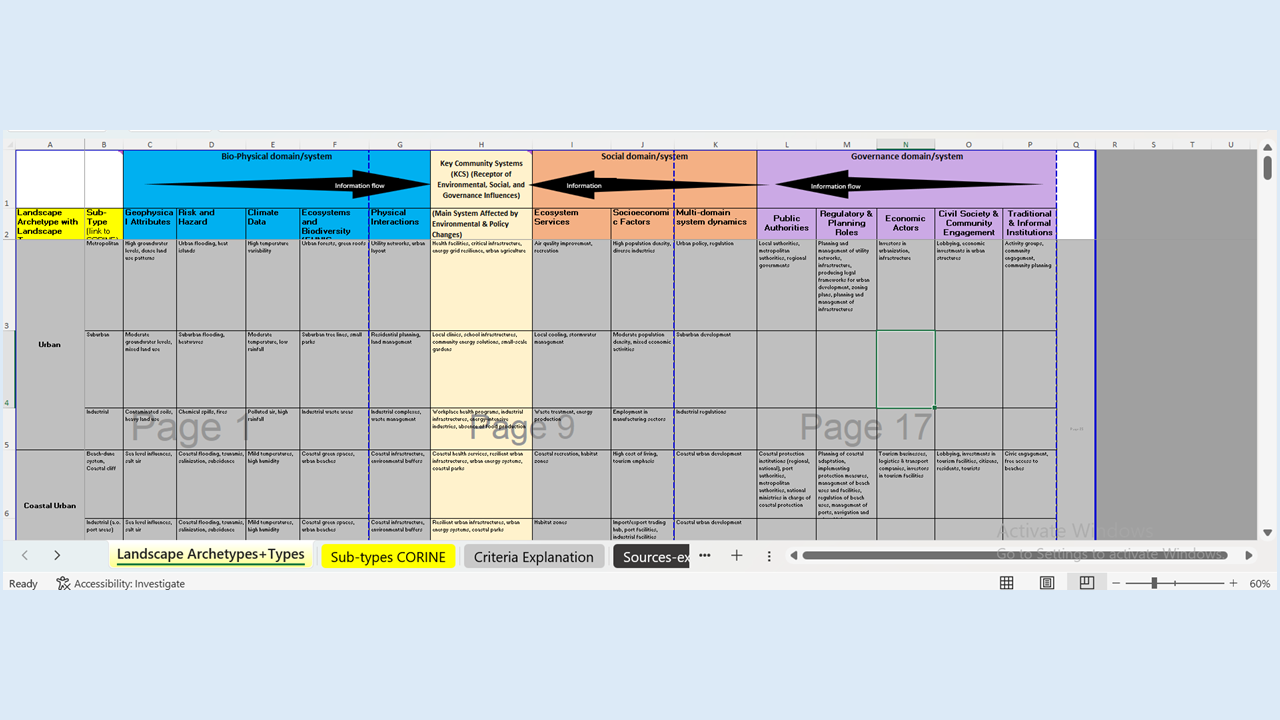 A B C D E F G H I J K L M N O P Q R S T U
1
Bio-Physical domain/system
Information flow
Key Community Systems
(KCS) (Receptor of
Environmental, Social, and
Governance Influences)
Social domain/system
Information
Governance domain/system
Information flow
2
Landscape
Archetype with
Landscape
Sub-
Type
(link to
Geophysica
l Attributes
Risk and
Hazard
Climate
Data
Ecosystems
and
Biodiversity
Physical
Interactions
(Main System Affected by
Environmental & Policy
Changes)
Ecosystem
Services
Socioeconomi
c Factors
Multi-domain
system dynamics
Public
Authorities
Regulatory &
Planning
Roles
Economic
Actors
Civil Society &
Community
Engagement
Traditional
& Informal
Institutions
3
Metropolitan
High groundwater
levels, dense land
use patterns
Urban flooding, heat
islands
High temperature
variability
Urban forests, green roofs
Utility networks, urban
layout
Health facilities, critical infrastructure,
energy grid resilience, urban agriculture
Air quality improvement,
recreation
High population density,
diverse industries
Urban policy, regulation
Local authorities,
metropolitan
authorities, regional
governments
Planning and
management of utility
networks,
infrastructure,
producing legal
frameworks for urban
development, zoning
plans, planning and
management of
infrastructures
Investors in
urbanization,
infrastructure
Lobbying, economic
investments in urban
structures
Activity groups,
community
engagement,
community planning
Urban
4
Suburban
Moderate
groundwater levels,
mixed land use
Suburban flooding,
heatwaves
Moderate
temperature, low
rainfall
Suburban tree lines, small
parks
Residential planning,
land management
Local clinics, school infrastructures,
community energy solutions, small-scale
gardens
Local cooling, stormwater
management
Moderate population
density, mixed economic
activities
Suburban development
5
Industrial
Contaminated soils,
heavy land use
Chemical spills, fires
Polluted air, high
rainfall
Industrial waste areas
Industrial complexes,
waste management
Workplace health programs, industrial
infrastructures, energy-intensive
industries, absence of food production
Waste treatment, energy
production
Employment in
manufacturing sectors
Industrial regulations
Page 1
Page 9
Page 17
6
Coastal Urban
Beach-dune
system,
Coastal cliff
Sea level influences,
salt air
Coastal flooding, tsunamis,
salinization, subsidence
Mild temperatures,
high humidity
Coastal green spaces,
urban beaches
Coastal infrastructure,
environmental buffers
Coastal health services, resilient urban
infrastructure, urban energy systems,
coastal parks
Coastal recreation, habitat
zones
High cost of living,
tourism emphasis
Coastal urban development
Coastal protection
institutions (regional,
national), port
authorities,
metropolitan
authorities, national
ministries in charge of
coastal protection
Planning of coastal
adaptation,
implementing
protection measures,
management of beach
uses and facilities,
regulation of beach
uses, management of
ports, navigation and
Tourism businesses,
logistics & transport
companies, investors
in tourism facilities
Lobbying, investments in
tourism facilities, citizens,
residents, tourists
Civic engagement,
free access to
beaches
Industrial (s.a.
port areas)
Sea level influences,
salt air
Coastal flooding, tsunamis,
salinization, subsidence
Mild temperatures,
high humidity
Coastal green spaces,
urban beaches
Coastal infrastructure,
environmental buffers
Resilient urban infrastructures, urban
energy systems, coastal parks
Habitat zones
Import/export trading
hub, port facilities,
industrial facilities
Coastal urban development
Activate Windows
Go to Settings to activate Windows.
Landscape Archetypes+Types
Sub-types CORINE
Criteria Explanation
Sources-ex
Ready
Accessibility: Investigate
60%